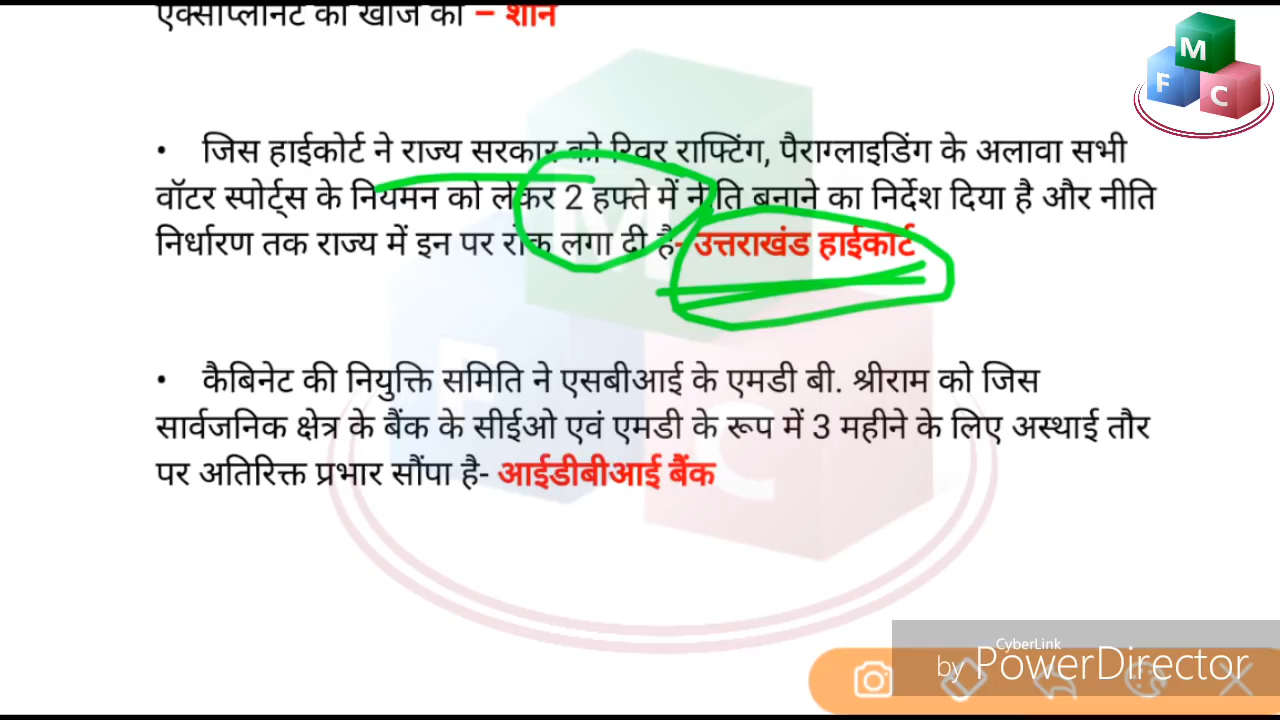 एक्सोप्लानेट की खोज की – शान
M
F
C
• जिस हाईकोर्ट ने राज्य सरकार को रिवर राफ्टिंग, पैराग्लाइडिंग के अलावा सभी
वॉटर स्पोर्ट्स के नियमन को लेकर 2 हफ्ते में नीति बनाने का निर्देश दिया है और नीति
निर्धारण तक राज्य में इन पर रोक लगा दी है- उत्तराखंड हाईकोर्ट
• कैबिनेट की नियुक्ति समिति ने एसबीआई के एमडी बी. श्रीराम को जिस
सार्वजनिक क्षेत्र के बैंक के सीईओ एवं एमडी के रूप में 3 महीने के लिए अस्थाई तौर
पर अतिरिक्त प्रभार सौंपा है- आईडीबीआई बैंक
CyberLink
by PowerDirector